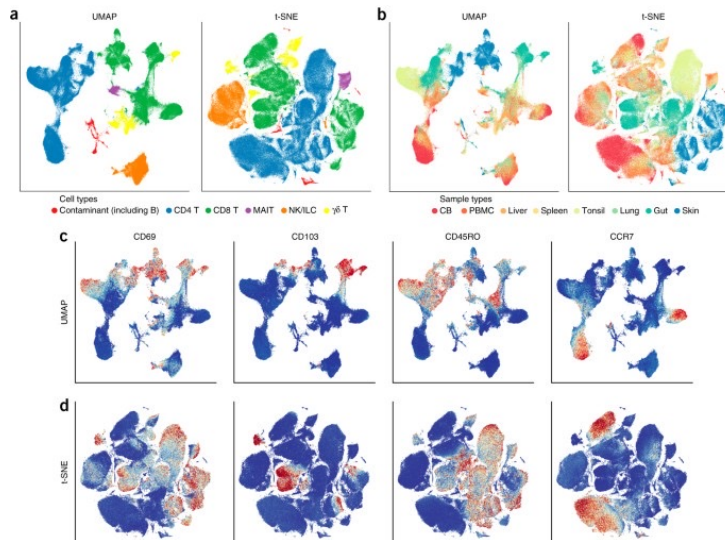 a
UMAP
t-SNE
Cell types
Contaminant (including B) CD4 T CD8 T MAIT NK/ILC γδ T
b
UMAP
t-SNE
Sample types
CB PBMC Liver Spleen Tonsil Lung Gut Skin
c
CD69 CD103 CD45RO CCR7
UMAP
d
t-SNE